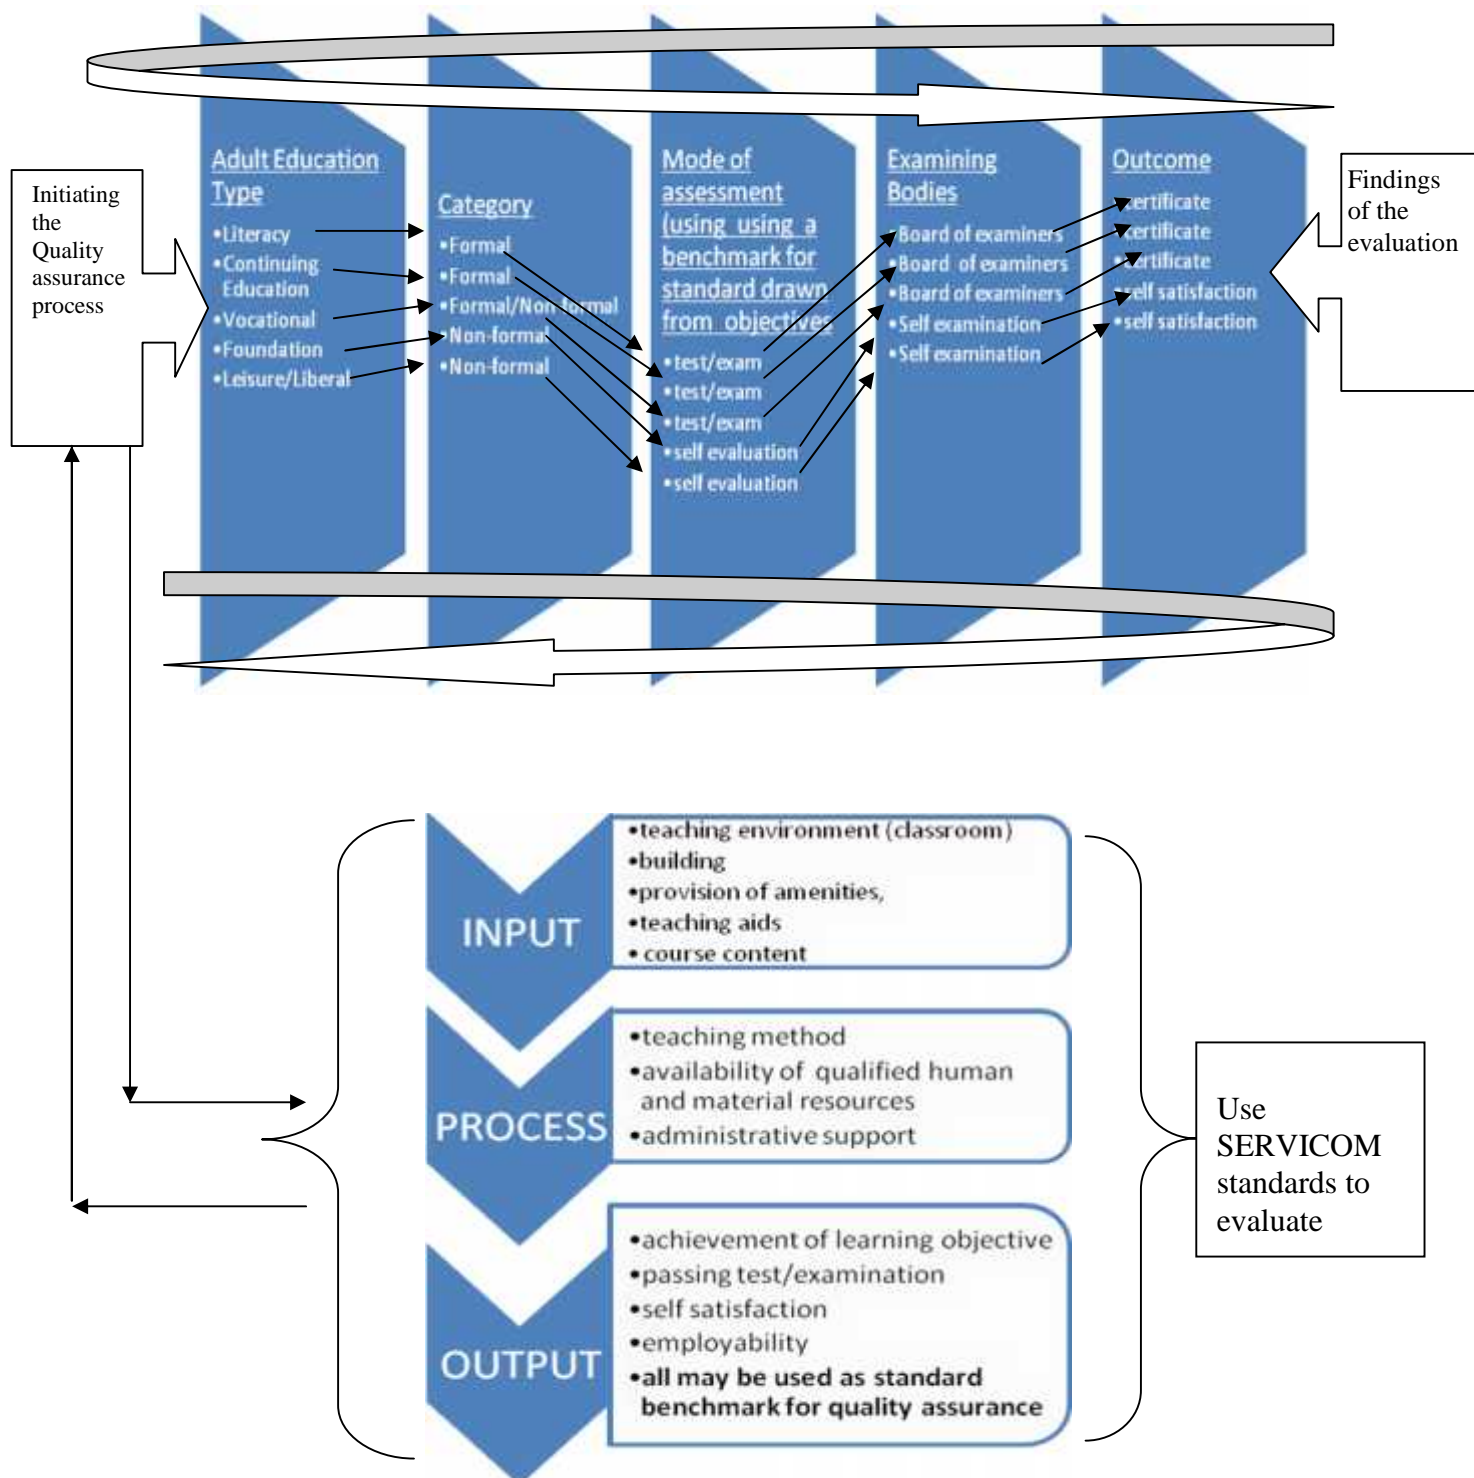 Initiating
the
Quality
assurance
process
Adult Education
Type
•Literacy
•Continuing
Education
•Vocational
•Foundation
•Leisure/Liberal
Category
•Formal
•Formal
•Formal/Non-formal
•Non-formal
•Non-formal
Mode of
assessment
(using using a
benchmark for
standard drawn
from objectives
•test/exam
•test/exam
•test/exam
•self evaluation
•self evaluation
Examining
Bodies
•Board of examiners
•Board of examiners
•Board of examiners
•Self examination
•Self examination
Outcome
•certificate
•certificate
•certificate
•self satisfaction
•self satisfaction
Findings
of the
evaluation
INPUT
•teaching environment (classroom)
•building
•provision of amenities,
•teaching aids
• course content
PROCESS
•teaching method
•availability of qualified human
and material resources
•administrative support
OUTPUT
•achievement of learning objective
•passing test/examination
•self satisfaction
•employability
•all may be used as standard
benchmark for quality assurance
Use
SERVICOM
standards to
evaluate